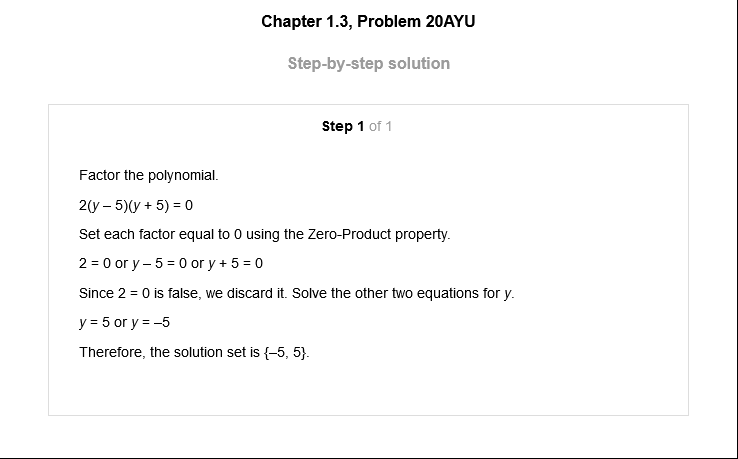 Chapter 1.3, Problem 20AYU
Step-by-step solution
Step 1 of 1
Factor the polynomial.
2(y – 5)(y + 5) = 0
Set each factor equal to 0 using the Zero-Product property.
2 = 0 or y – 5 = 0 or y + 5 = 0
Since 2 = 0 is false, we discard it. Solve the other two equations for y.
y = 5 or y = –5
Therefore, the solution set is {–5, 5}.